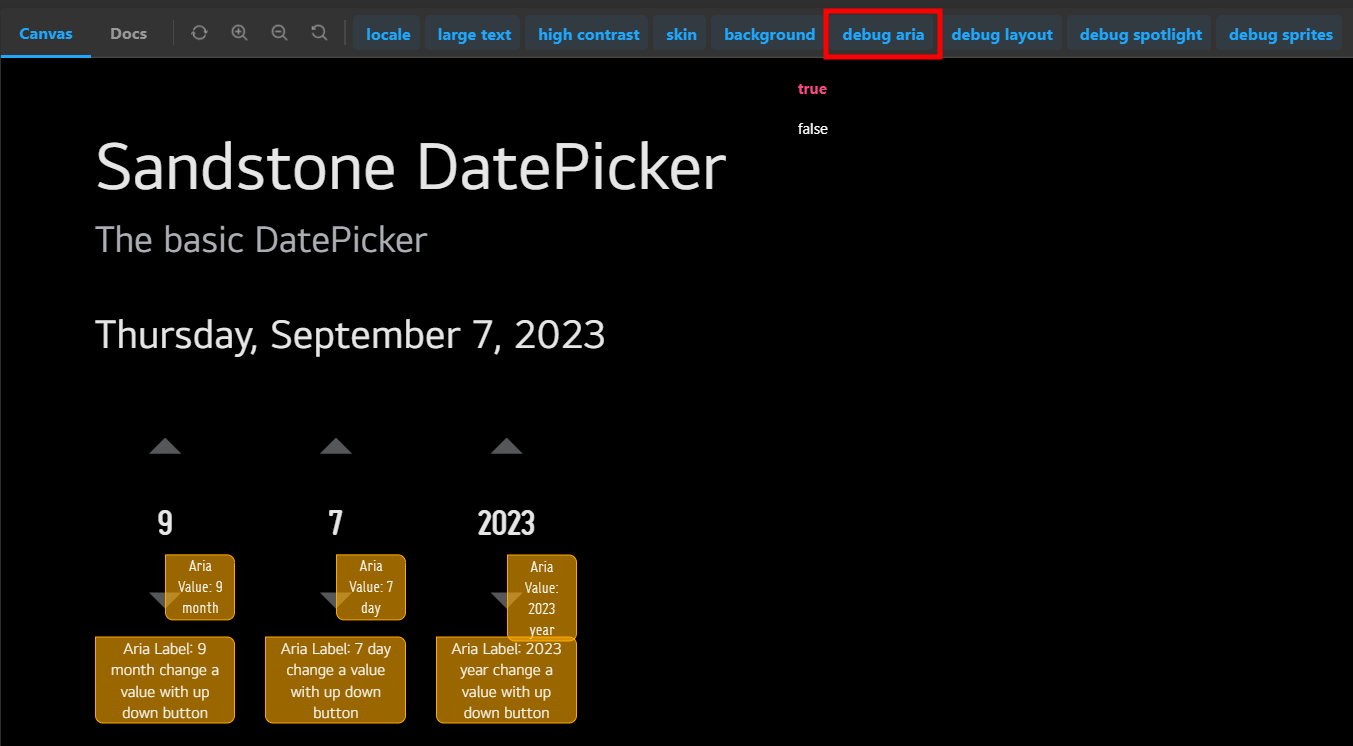 Canvas Docs locale large text high contrast skin background debug aria debug layout debug spotlight debug sprites
true
false
Sandstone DatePicker
The basic DatePicker
Thursday, September 7, 2023
9 7 2023
Aria
Value: 9
month
Aria
Value: 7
day
Aria
Value:
2023
year
Aria Label: 9
month change a
value with up
down button
Aria Label: 7 day
change a value
with up down
button
Aria Label: 2023
year change a
value with up
down button